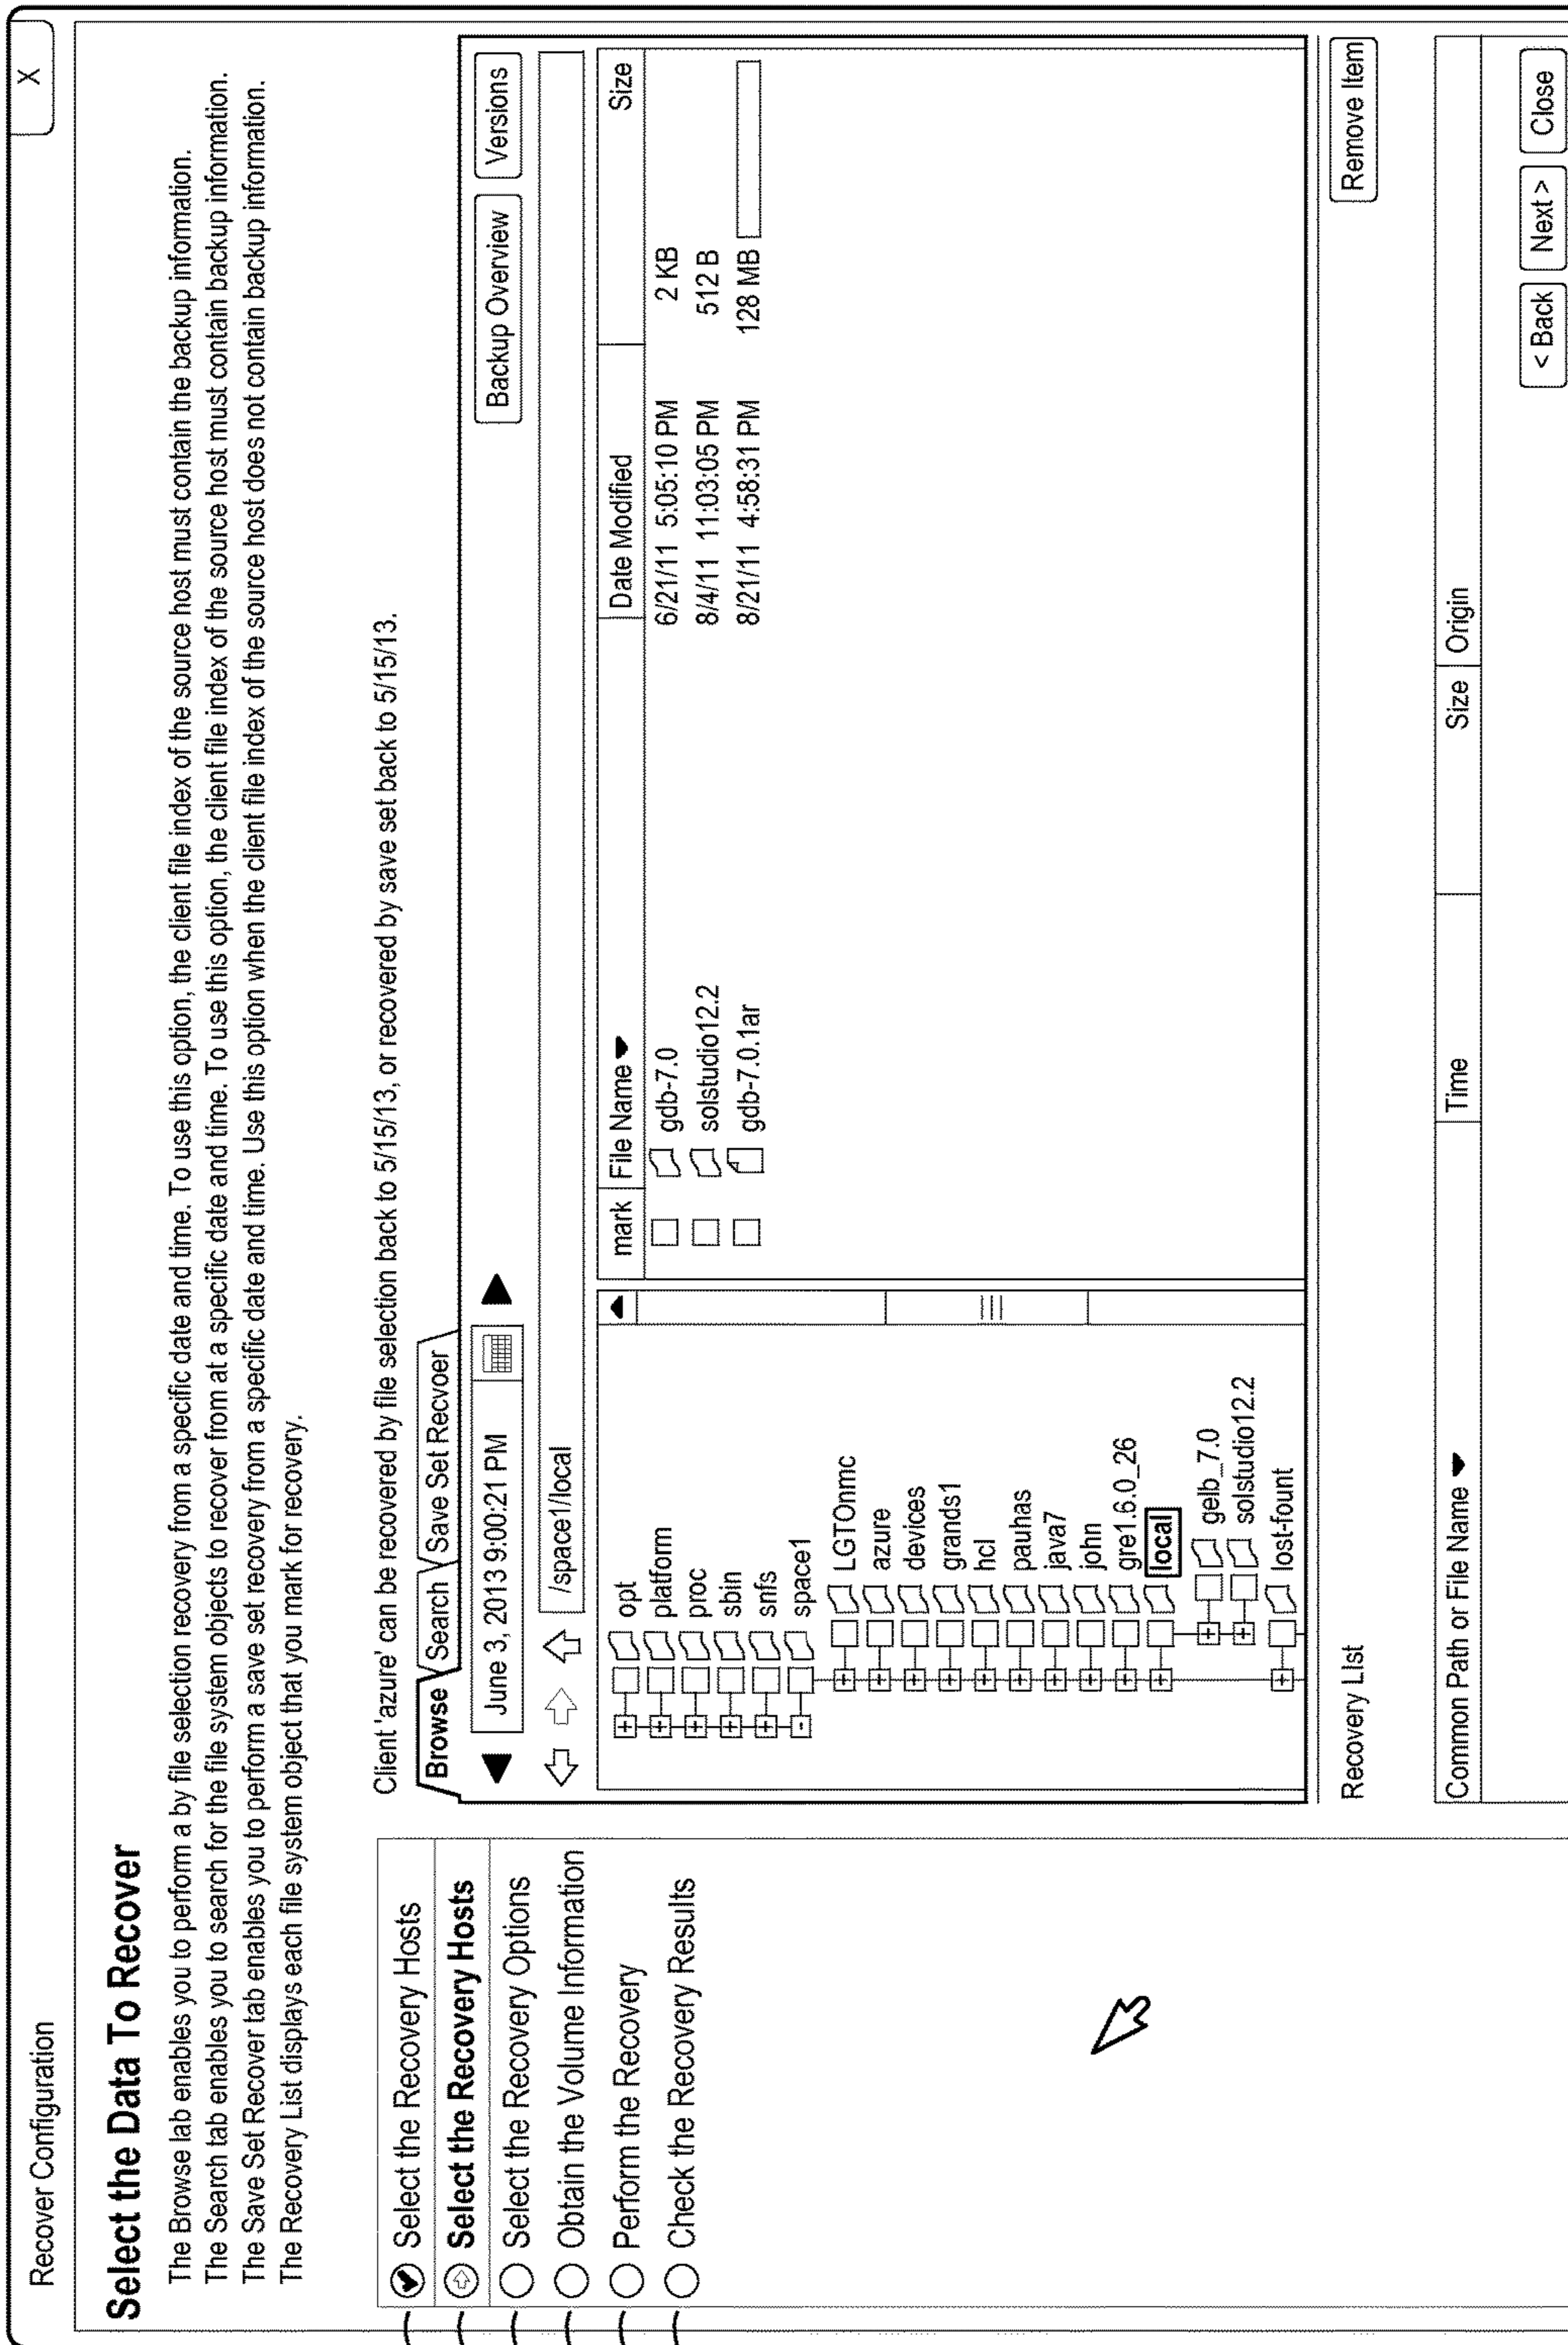 Recover Configuration
X
Select the Data To Recover
The Browse lab enables you to perform a by file selection recovery from a specific date and time. To use this option, the client file index of the source host must contain the backup information.
The Search tab enables you to search for the file system objects to recover from at a specific date and time. To use this option, the client file index of the source host must contain backup information.
The Save Set Recover tab enables you to perform a save set recovery from a specific date and time. Use this option when the client file index of the source host does not contain backup information.
The Recovery List displays each file system object that you mark for recovery.
Select the Recovery Hosts
Select the Recovery Hosts
Select the Recovery Options
Obtain the Volume Information
Perform the Recovery
Check the Recovery Results
Client 'azure' can be recovered by file selection back to 5/15/13, or recovered by save set back to 5/15/13.
Browse Search Save Set Recvoer
June 3, 2013 9:00:21 PM
Backup Overview Versions
/space1/local
opt
platform
proc
sbin
snfs
space1
LGTOnmc
azure
devices
grands1
hcl
pauhas
java7
john
gre1.6.0_26
local
gelb_7.0
solstudio12.2
lost-fount
mark File Name Date Modified Size
gdb-7.0 6/21/11 5:05:10 PM 2 KB
solstudio12.2 8/4/11 11:03:05 PM 512 B
gdb-7.0.1ar 8/21/11 4:58:31 PM 128 MB
Recovery List
Remove Item
Common Path or File Name Time Size Origin
< Back Next > Close